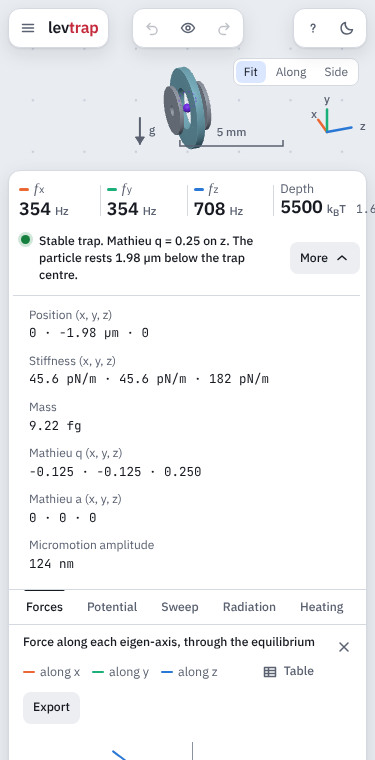 levtrap
?
Fit Along Side
g
5 mm
x y z
fx fy fz Depth
354 Hz 354 Hz 708 Hz 5500 kBT
Stable trap. Mathieu q = 0.25 on z. The
particle rests 1.98 µm below the trap
centre.
More
Position (x, y, z)
0 · -1.98 µm · 0
Stiffness (x, y, z)
45.6 pN/m · 45.6 pN/m · 182 pN/m
Mass
9.22 fg
Mathieu q (x, y, z)
-0.125 · -0.125 · 0.250
Mathieu a (x, y, z)
0 · 0 · 0
Micromotion amplitude
124 nm
Forces Potential Sweep Radiation Heating
Force along each eigen-axis, through the equilibrium
along x along y along z Table
Export